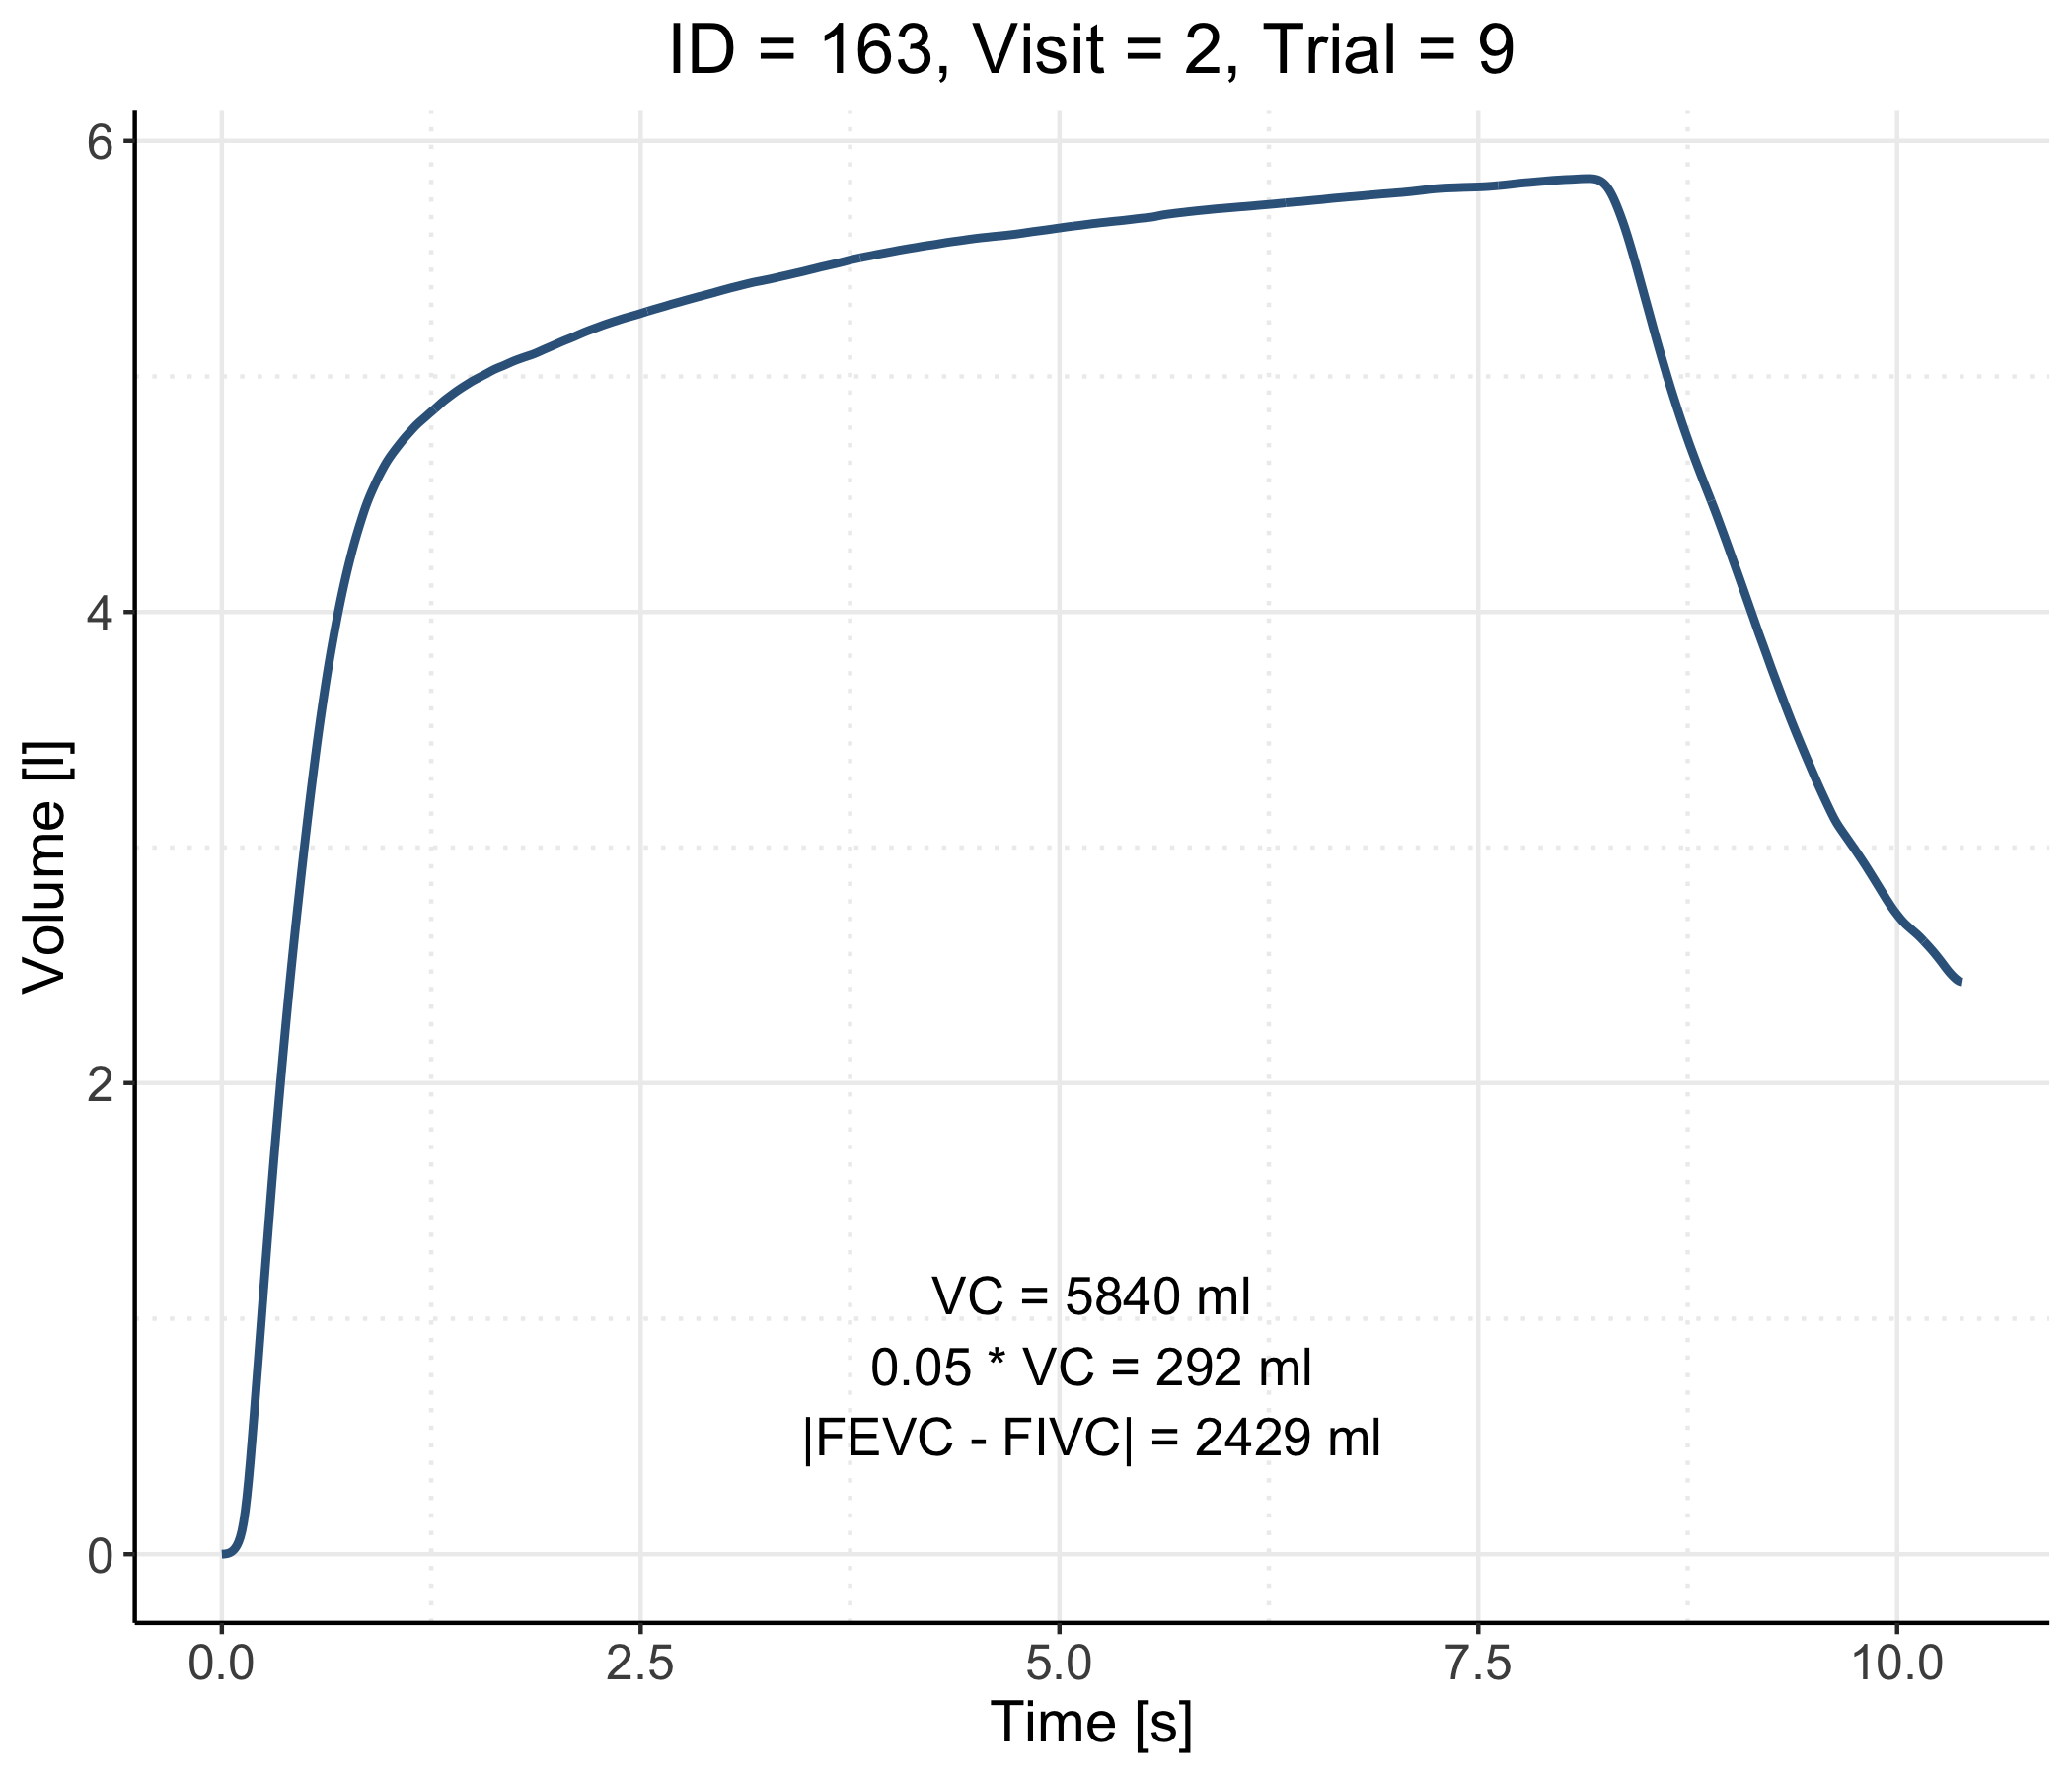 ID = 163, Visit = 2, Trial = 9
6
4
2
0
Volume [l]
VC = 5840 ml
0.05 * VC = 292 ml
|FEVC - FIVC| = 2429 ml
0.0 2.5 5.0 7.5 10.0
Time [s]